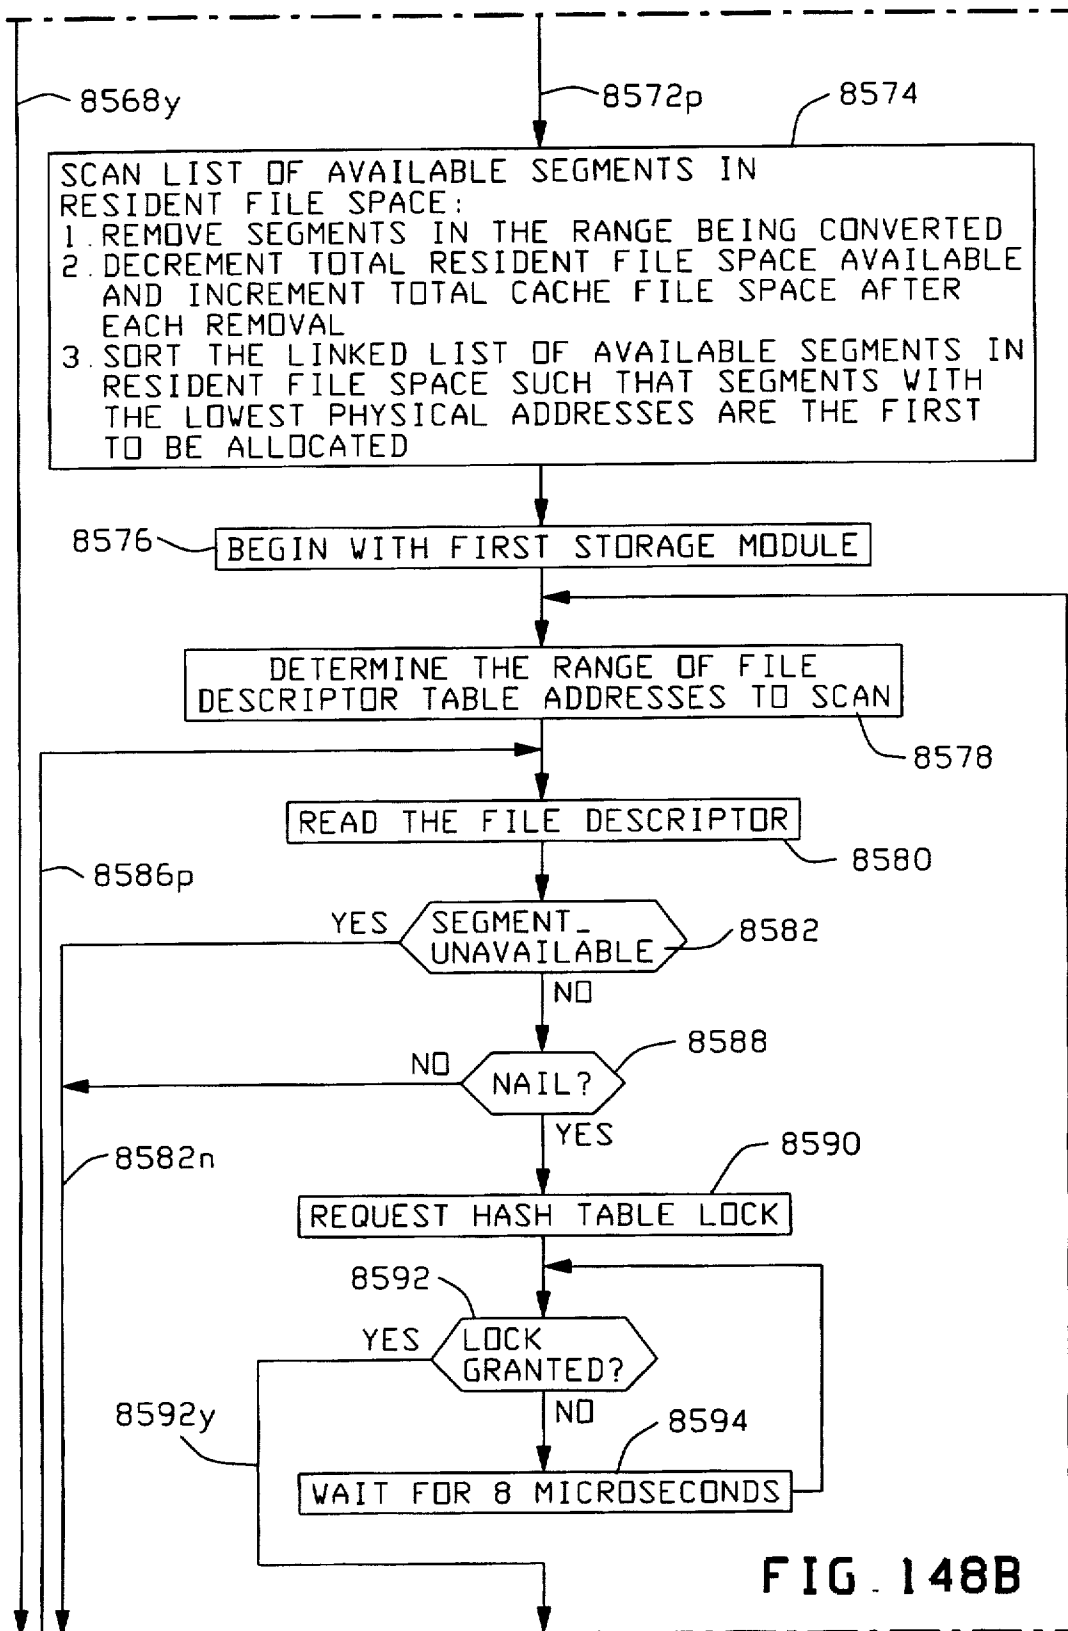 8568y
8572p
8574
SCAN LIST OF AVAILABLE SEGMENTS IN
RESIDENT FILE SPACE:
1. REMOVE SEGMENTS IN THE RANGE BEING CONVERTED
2. DECREMENT TOTAL RESIDENT FILE SPACE AVAILABLE
AND INCREMENT TOTAL CACHE FILE SPACE AFTER
EACH REMOVAL
3. SORT THE LINKED LIST OF AVAILABLE SEGMENTS IN
RESIDENT FILE SPACE SUCH THAT SEGMENTS WITH
THE LOWEST PHYSICAL ADDRESSES ARE THE FIRST
TO BE ALLOCATED
8576
BEGIN WITH FIRST STORAGE MODULE
DETERMINE THE RANGE OF FILE
DESCRIPTOR TABLE ADDRESSES TO SCAN
8578
READ THE FILE DESCRIPTOR
8580
8586p
YES
SEGMENT_
UNAVAILABLE
8582
NO
8588
NO
NAIL?
YES
8582n
8590
REQUEST HASH TABLE LOCK
8592
YES
LOCK
GRANTED?
NO
8592y
8594
WAIT FOR 8 MICROSECONDS
FIG. 148B